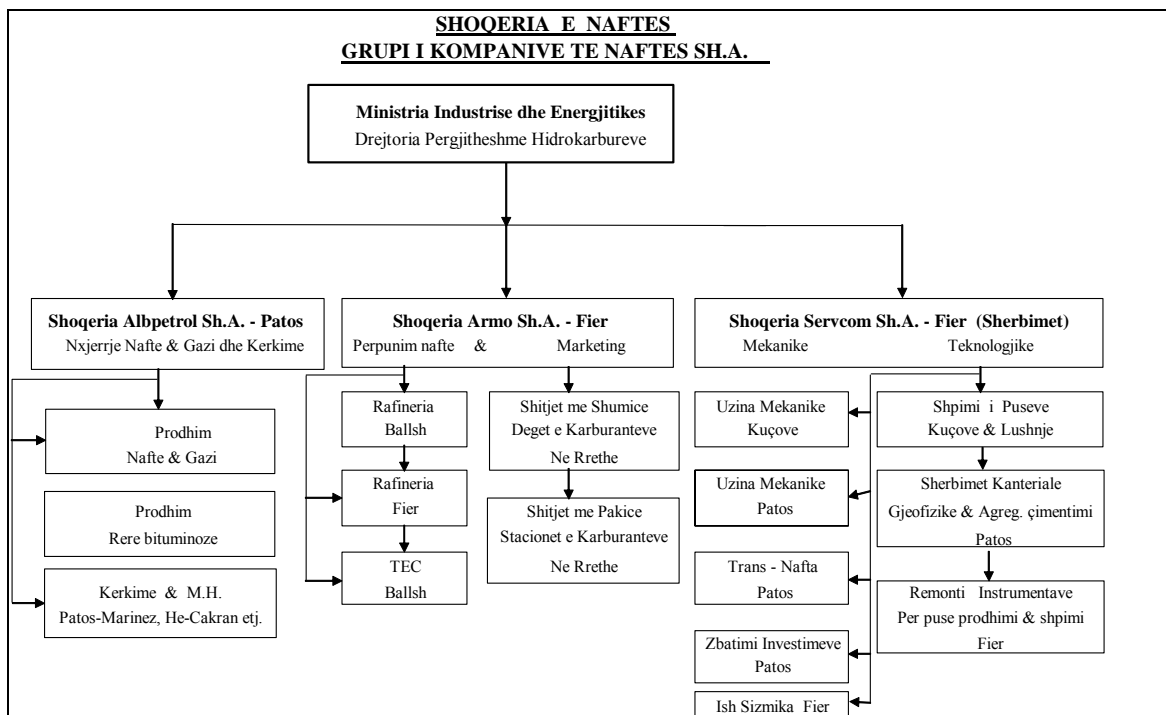 SHOQERIA E NAFTES
GRUPI I KOMPANIVE TE NAFTES SH.A.
Ministria Industrise dhe Energjitikes
Drejtoria Pergjitheshme Hidrokarbureve
Shoqeria Albpetrol Sh.A. - Patos
Nxjerrje Nafte & Gazi dhe Kerkime
Prodhim
Nafte & Gazi
Prodhim
Rere bituminoze
Kerkime & M.H.
Patos-Marinez, He-Cakran etj.
Shoqeria Armo Sh.A. - Fier
Perpunim nafte & Marketing
Rafineria
Ballsh
Rafineria
Fier
TEC
Ballsh
Shitjet me Shumice
Deget e Karburanteve
Ne Rrethe
Shitjet me Pakice
Stacionet e Karburanteve
Ne Rrethe
Shoqeria Servcom Sh.A. - Fier (Sherbimet)
Mekanike Teknologjike
Uzina Mekanike
Kuçove
Uzina Mekanike
Patos
Trans - Nafta
Patos
Zbatimi Investimeve
Patos
Ish Sizmika Fier
Shpimi i Puseve
Kuçove & Lushnje
Sherbimet Kanteriale
Gjeofizike & Agreg. çimentimi
Patos
Remonti Instrumentave
Per puse prodhimi & shpimi
Fier